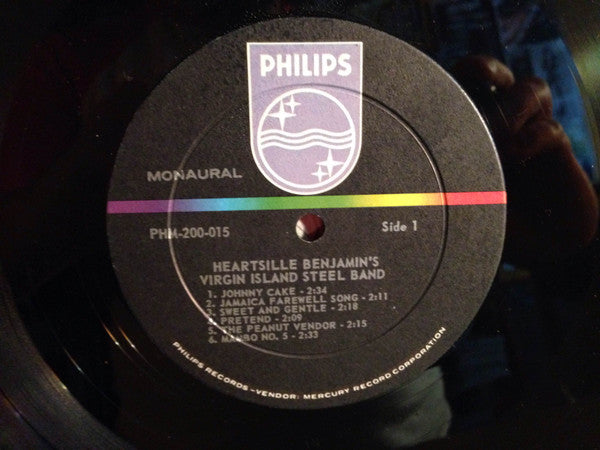 PHILIPS
MONAURAL
PHM-200-015 Side 1
HEARTSILLE BENJAMIN'S
VIRGIN ISLAND STEEL BAND
1. JOHNNY CAKE - 2:34
2. JAMAICA FAREWELL SONG - 2:11
3. SWEET AND GENTLE - 2:18
4. PRETEND - 2:09
5. THE PEANUT VENDOR - 2:15
6. MAMBO NO. 5 - 2:33
PHILIPS RECORDS-VENDOR: MERCURY RECORD CORPORATION